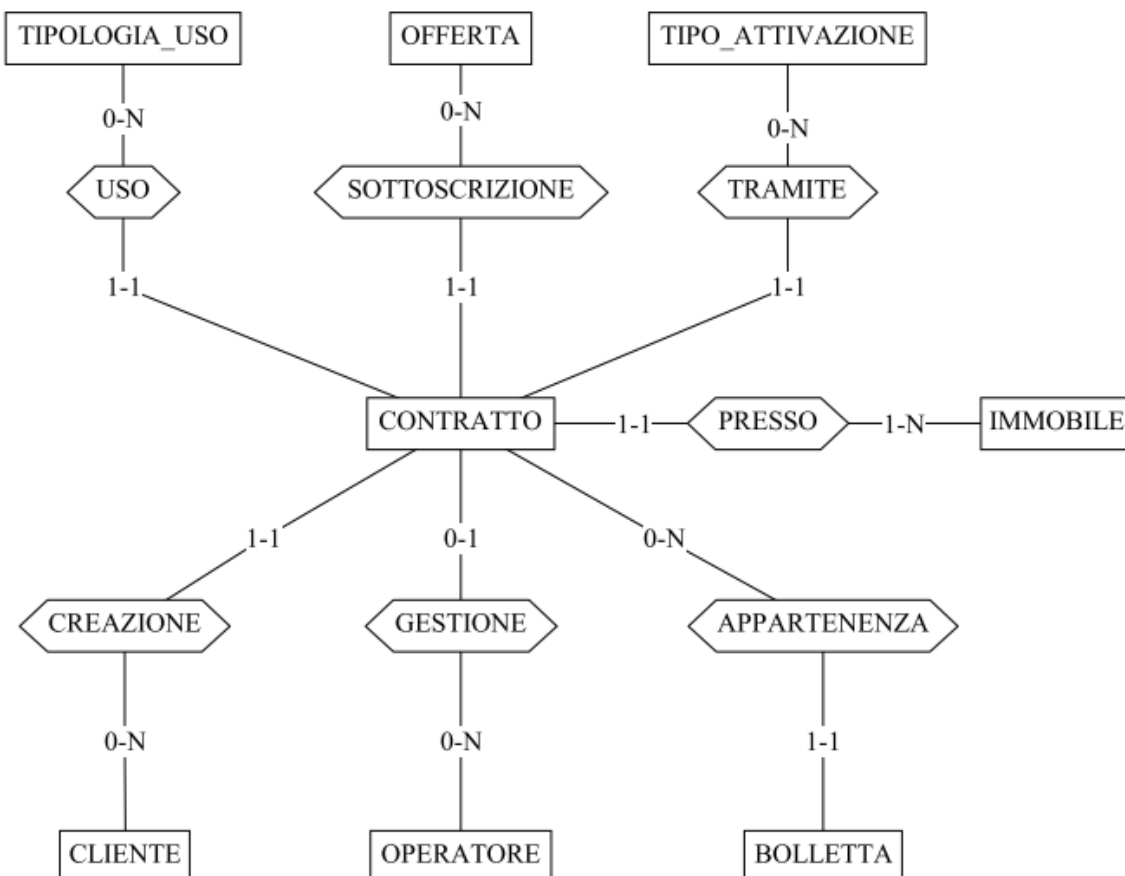 TIPOLOGIA_USO OFFERTA TIPO_ATTIVAZIONE
0-N 0-N 0-N
USO SOTTOSCRIZIONE TRAMITE
1-1 1-1 1-1
CONTRATTO 1-1 PRESSO 1-N IMMOBILE
1-1 0-1 0-N
CREAZIONE GESTIONE APPARTENENZA
0-N 0-N 1-1
CLIENTE OPERATORE BOLLETTA